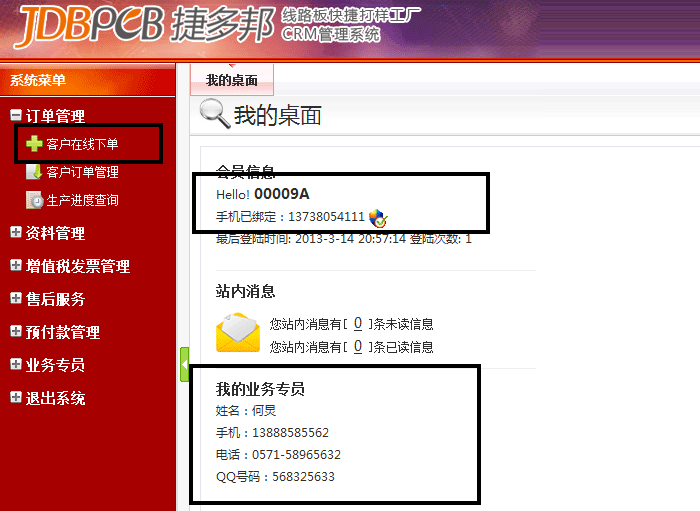 JDBPCB 捷多邦 线路板快捷打样工厂
CRM管理系统
系统菜单
订单管理
客户在线下单
客户订单管理
生产进度查询
资料管理
增值税发票管理
售后服务
预付款管理
业务专员
退出系统
我的桌面
我的桌面
会员信息
Hello! 00009A
手机已绑定：13738054111
最后登陆时间: 2013-3-14 20:57:14 登陆次数: 1
站内消息
您站内消息有[ 0 ]条未读信息
您站内消息有[ 0 ]条已读信息
我的业务专员
姓名：何炅
手机：13888585562
电话：0571-58965632
QQ号码：568325633